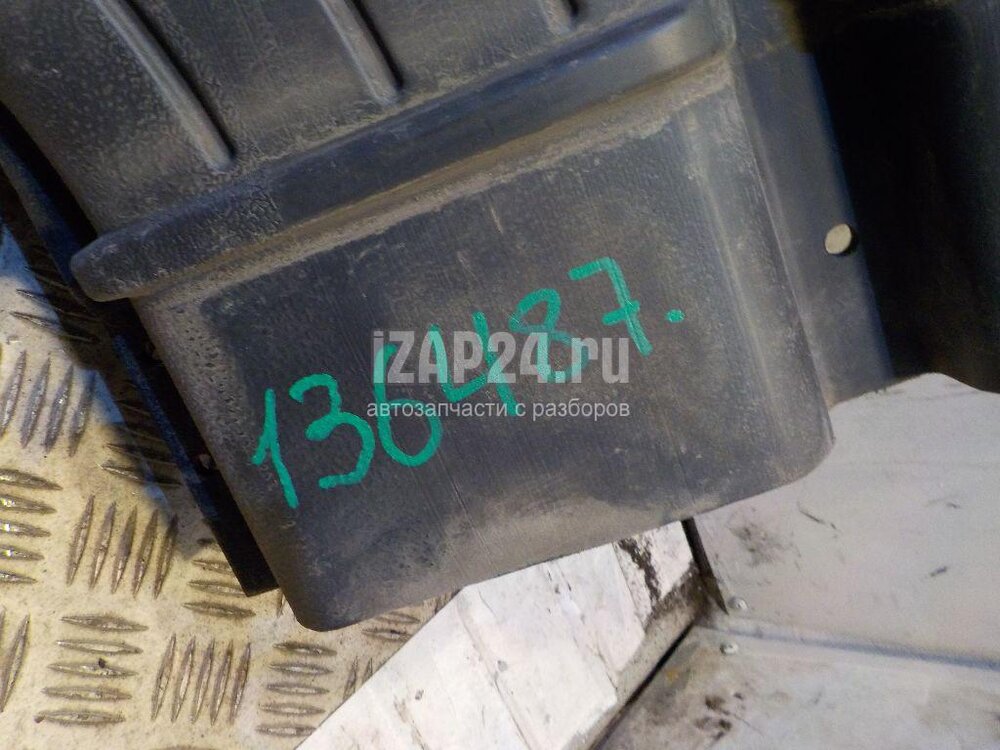 136487.
iZAP24.ru
автозапчасти с разборов